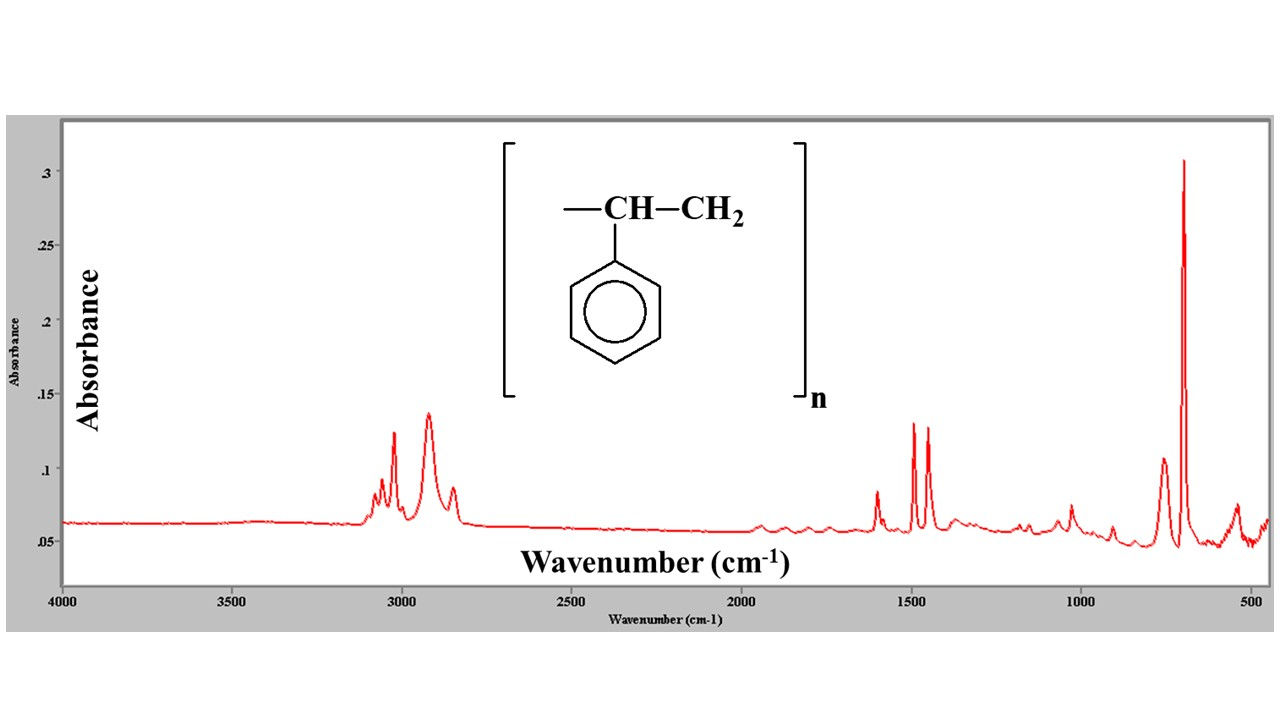 .3
.25
.2
.15
.1
.05
Absorbance
Absorbance
CH—CH2
n
Wavenumber (cm-1)
4000 3500 3000 2500 2000 1500 1000 500
Wavenumber (cm-1)